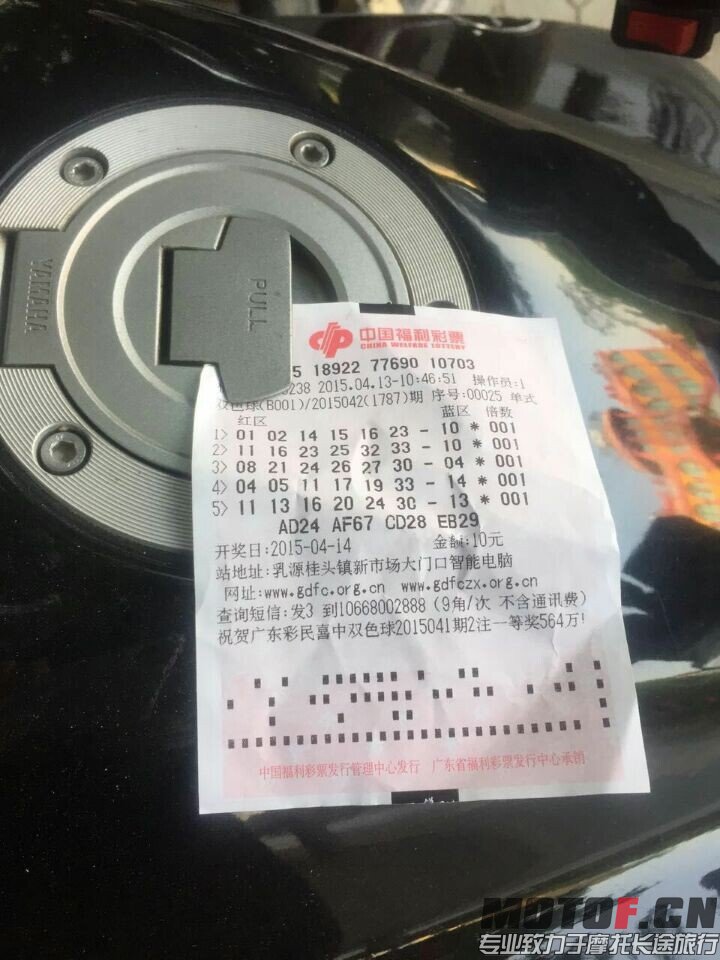 YAMAHA
PULL
中国福利彩票
CHINA WELFARE LOTTERY
5 18922 77690 10703
0238 2015.04.13-10:46:51 操作员:1
双色球(B001)/2015042(1787)期 序号:00025 单式
红区 蓝区 倍数
1> 01 02 14 15 16 23 - 10 * 001
2> 11 16 23 25 32 33 - 10 * 001
3> 08 21 24 26 27 30 - 04 * 001
4> 04 05 11 17 19 33 - 14 * 001
5> 11 13 16 20 24 30 - 13 * 001
AD24 AF67 CD28 EB29
开奖日:2015-04-14 金额:10元
站地址:乳源桂头镇新市场大门口智能电脑
网址:www.gdfc.org.cn www.gdfczx.org.cn
查询短信:发3 到10668002888 (9角/次 不含通讯费)
祝贺广东彩民喜中双色球2015041期2注一等奖564万!
中国福利彩票发行管理中心发行 广东省福利彩票发行中心承销
MOTOF.CN
专业致力于摩托长途旅行